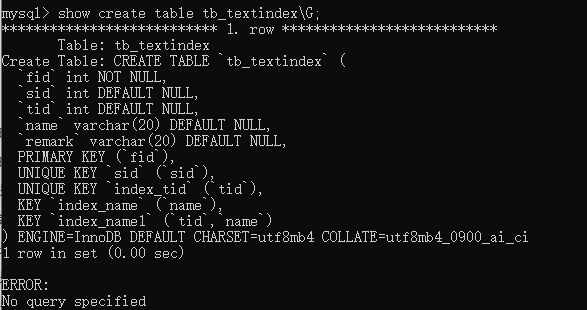 mysql> show create table tb_textindex\G;
*************************** 1. row ***************************
Table: tb_textindex
Create Table: CREATE TABLE `tb_textindex` (
`fid` int NOT NULL,
`sid` int DEFAULT NULL,
`tid` int DEFAULT NULL,
`name` varchar(20) DEFAULT NULL,
`remark` varchar(20) DEFAULT NULL,
PRIMARY KEY (`fid`),
UNIQUE KEY `sid` (`sid`),
UNIQUE KEY `index_tid` (`tid`),
KEY `index_name` (`name`),
KEY `index_name1` (`tid`,`name`)
) ENGINE=InnoDB DEFAULT CHARSET=utf8mb4 COLLATE=utf8mb4_0900_ai_ci
1 row in set (0.00 sec)
ERROR:
No query specified